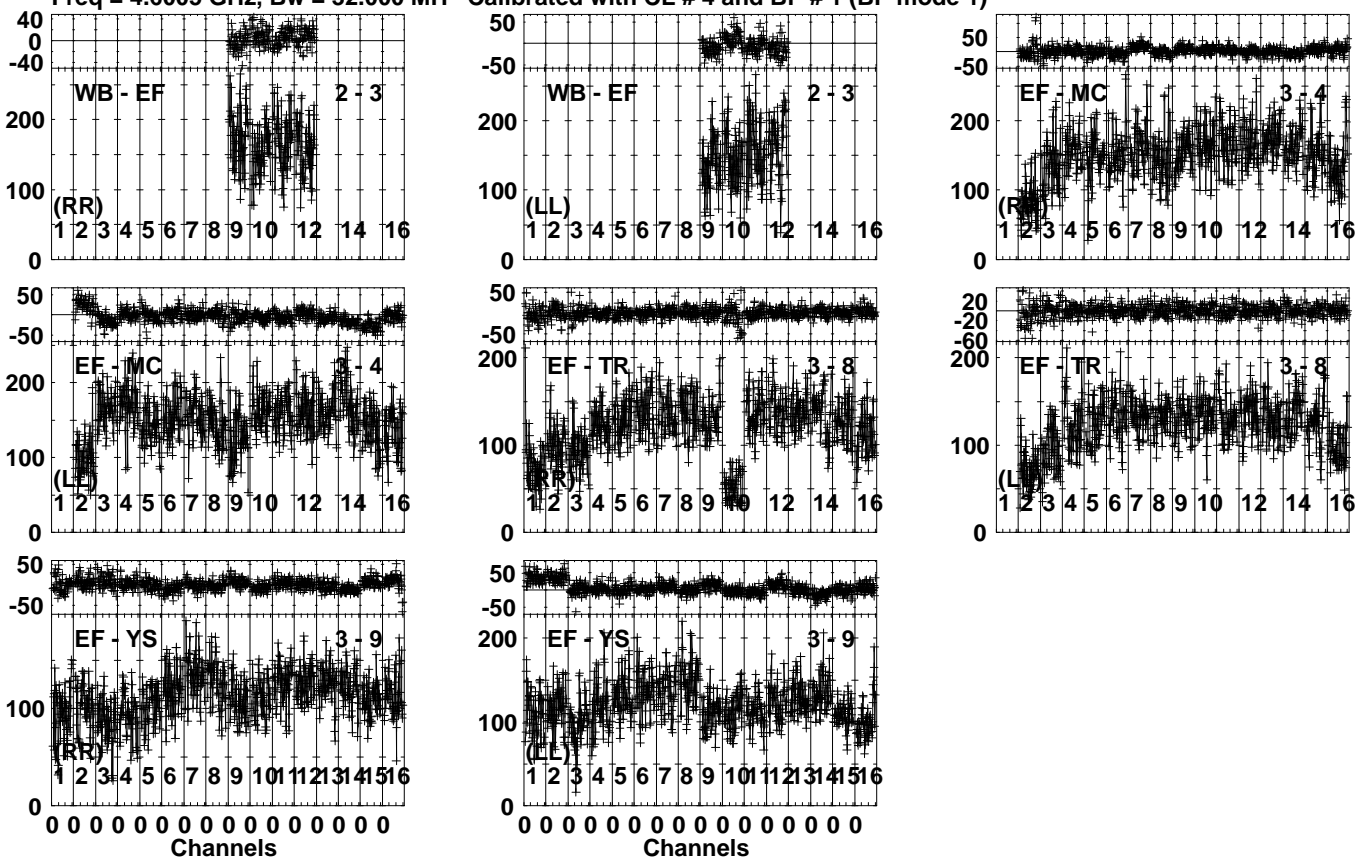 Freq = GHz, Bw = 32.000 MH Calibrated with CL # 4 and BP # 1 (BP mode 1)
40
0
-40
WB - EF 2 - 3
200
100
(RR)
1 2 3 4 5 6 7 8 9 10 12 14 16
0
50
-50
WB - EF 2 - 3
200
100
(LL)
1 2 3 4 5 6 7 8 9 10 12 14 16
0
50
-50
EF - MC 3 - 4
200
100
(RR)
1 2 3 4 5 6 7 8 9 10 12 14 16
0
50
-50
EF - MC 3 - 4
200
100
(LL)
1 2 3 4 5 6 7 8 9 10 12 14 16
0
50
-50
EF - TR 3 - 8
200
100
(RR)
1 2 3 4 5 6 7 8 9 10 12 14 16
0
20
-20
-60
EF - TR 3 - 8
200
100
(LL)
1 2 3 4 5 6 7 8 9 10 12 14 16
0
50
-50
EF - YS 3 - 9
100
(RR)
1 2 3 4 5 6 7 8 9 10 11 12 13 14 15 16
0
0 0 0 0 0 0 0 0 0 0 0 0 0 0 0 0
Channels
50
-50
EF - YS 3 - 9
200
100
(LL)
1 2 3 4 5 6 7 8 9 10 11 12 13 14 15 16
0
0 0 0 0 0 0 0 0 0 0 0 0 0 0 0 0
Channels